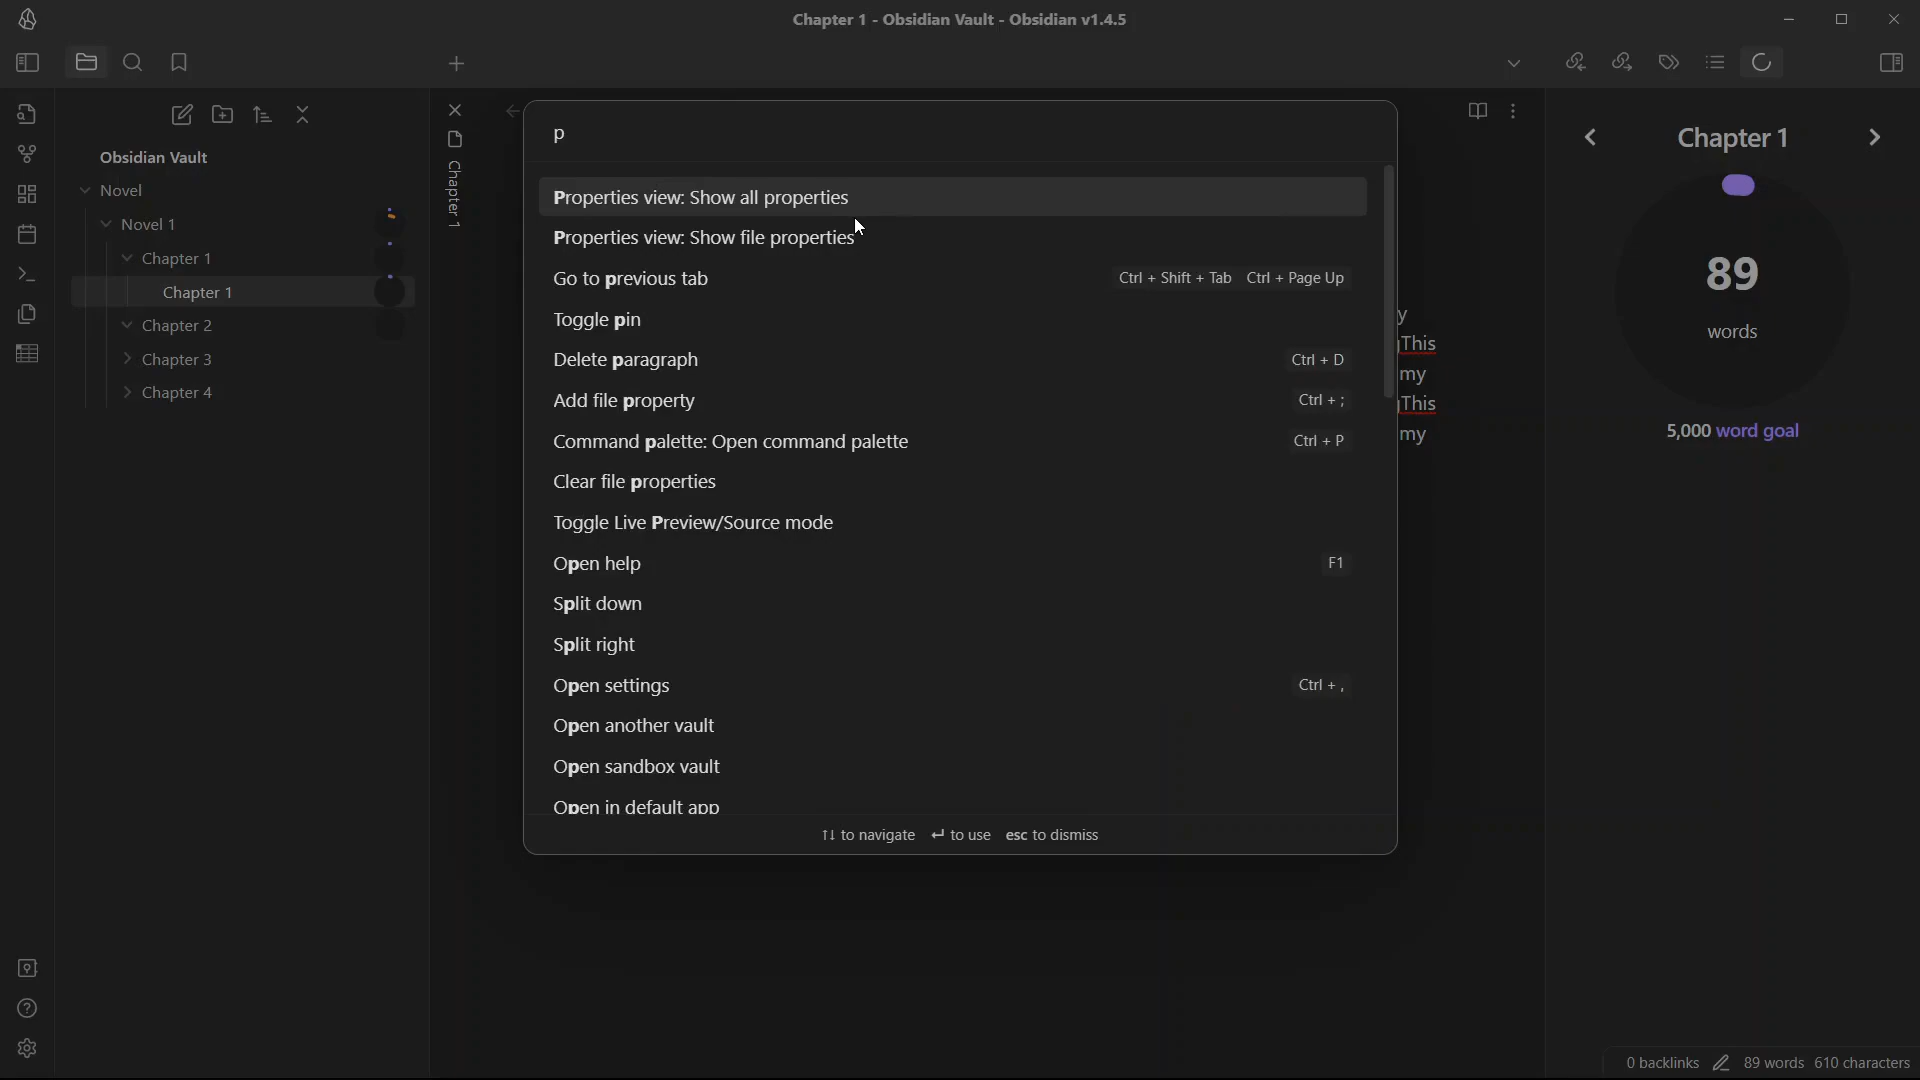 Chapter 1 - Obsidian Vault - Obsidian v1.4.5
Obsidian Vault
Novel
Novel 1
Chapter 1
Chapter 1
Chapter 2
Chapter 3
Chapter 4
Chapter 1
p
Properties view: Show all properties
Properties view: Show file properties
Go to previous tab Ctrl + Shift + Tab Ctrl + Page Up
Toggle pin
Delete paragraph Ctrl + D
Add file property Ctrl + ;
Command palette: Open command palette Ctrl + P
Clear file properties
Toggle Live Preview/Source mode
Open help F1
Split down
Split right
Open settings Ctrl + ,
Open another vault
Open sandbox vault
Open in default app
↑↓ to navigate ↵ to use esc to dismiss
This
my
This
my
Chapter 1
89
words
5,000 word goal
0 backlinks 89 words 610 characters